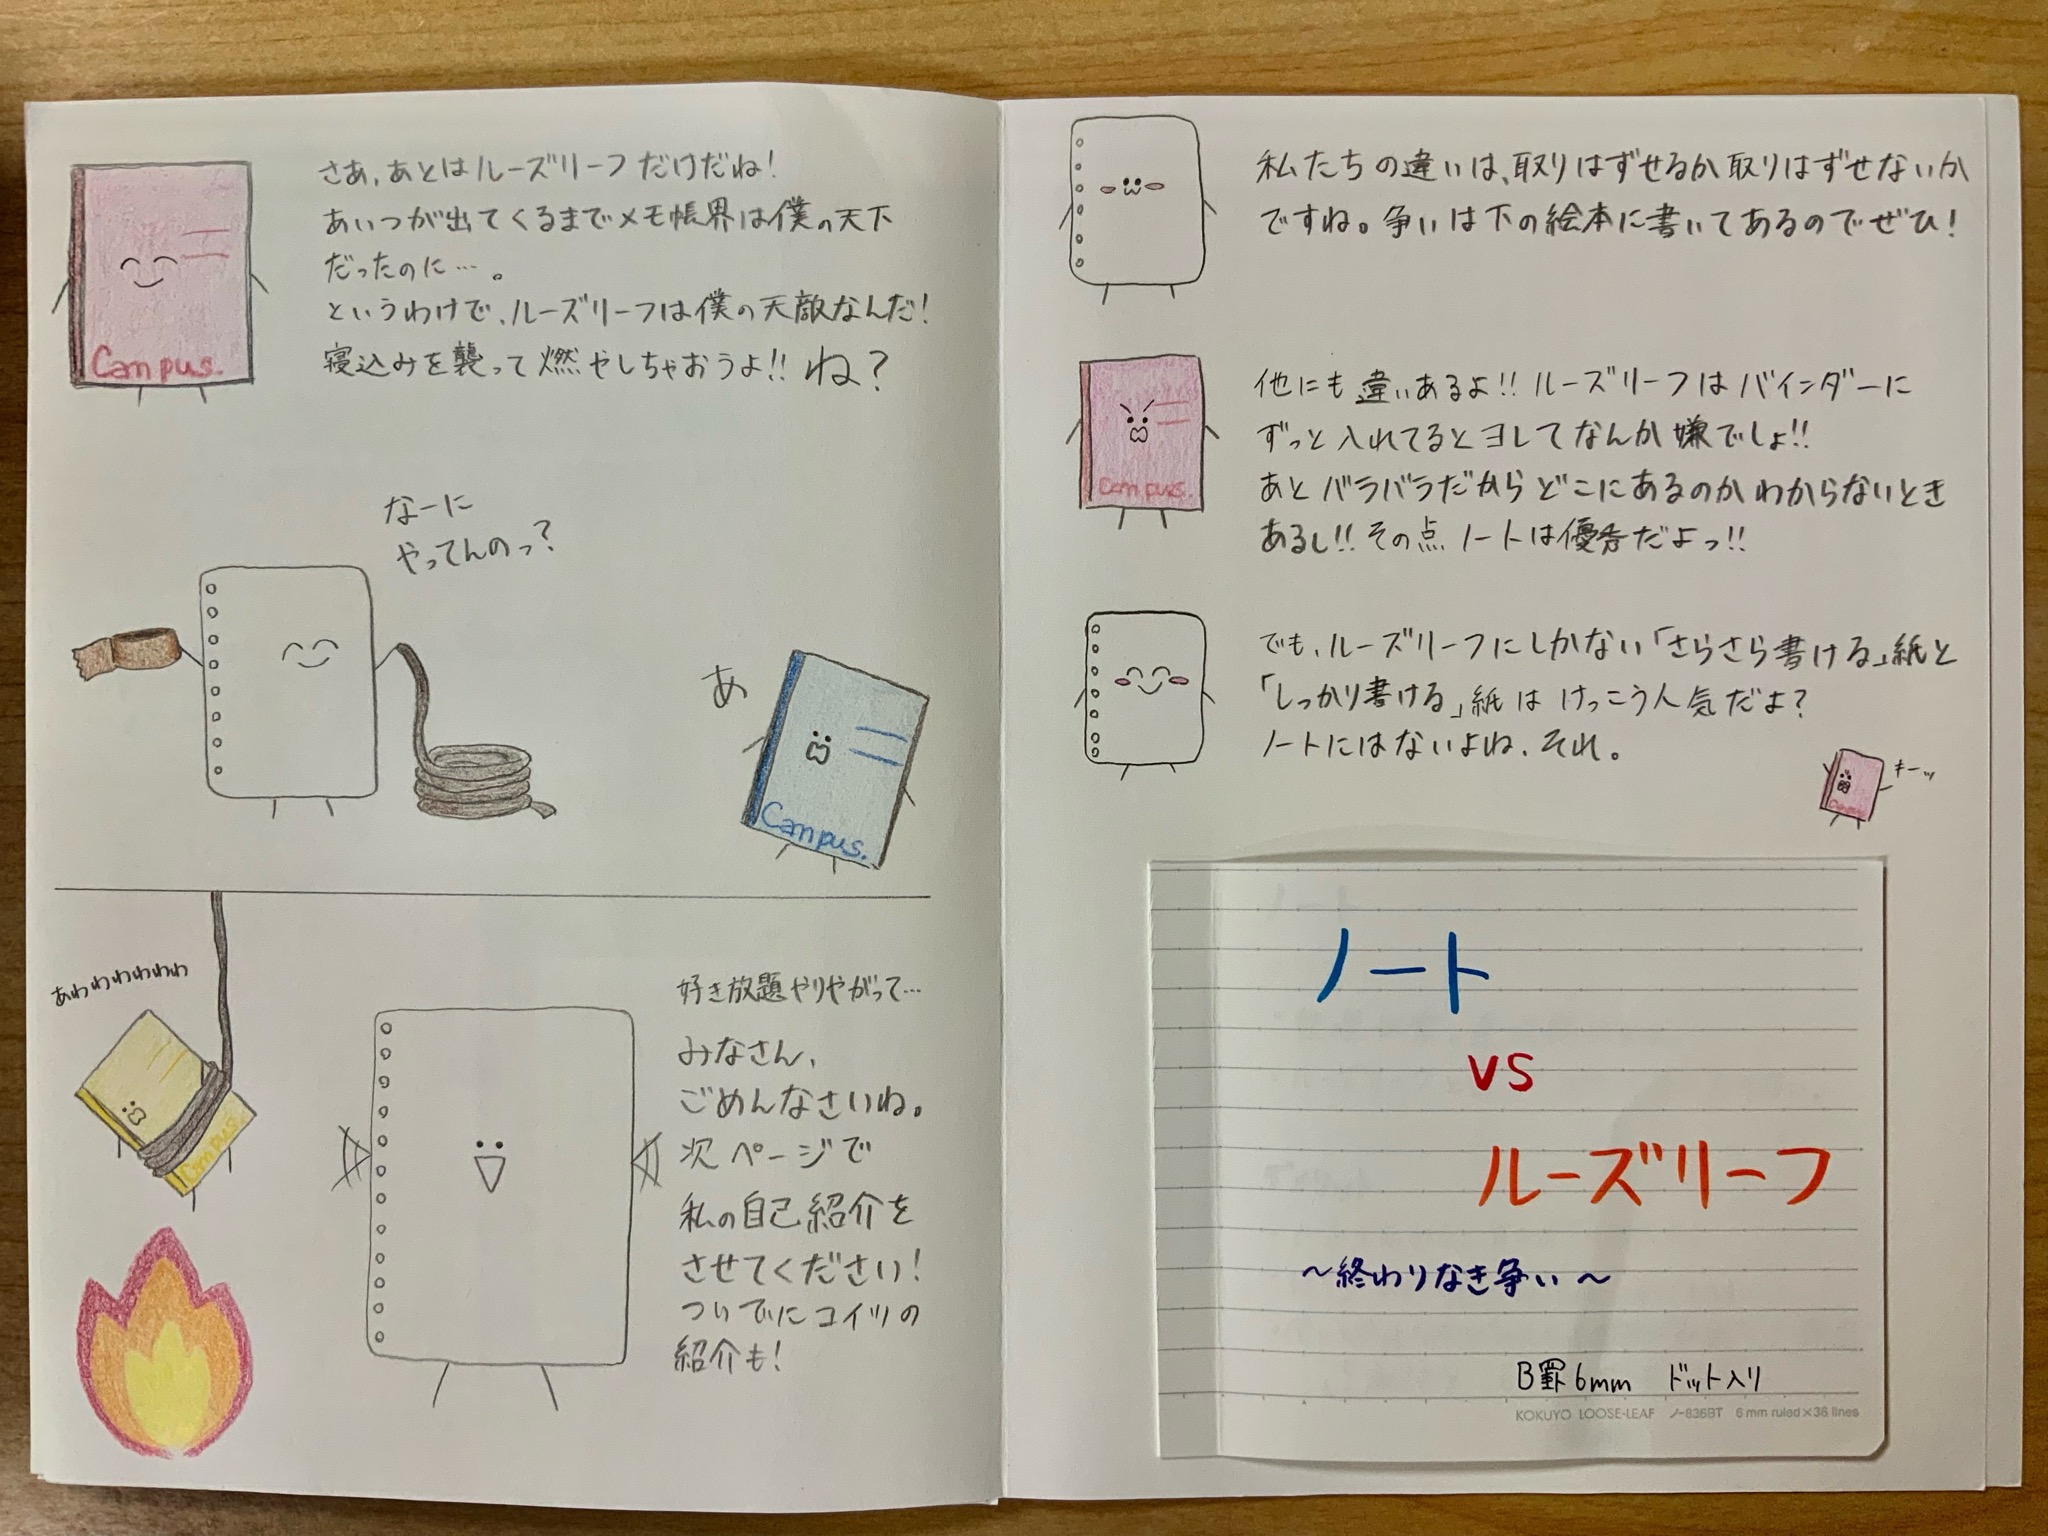 さあ、あとはルーズリーフだけだね!
あいつが出てくるまでメモ帳界は僕の天下
だったのに…。
というわけで、ルーズリーフは僕の天敵なんだ!
寝込みを襲って燃やしちゃおうよ!! ね?
Campus.
なーに
やってんのっ?
あ
Campus.
あわわわわわわ
Campus
好き放題やりやがって…
みなさん、
ごめんなさいね。
次ページで
私の自己紹介を
させてください!
ついでにコイツの
紹介も!
私たちの違いは、取りはずせるか取りはずせないか
ですね。争いは下の絵本に書いてあるのでぜひ!
他にも違いあるよ!! ルーズリーフはバインダーに
ずっと入れてるとヨレてなんか嫌でしょ!!
あとバラバラだからどこにあるのかわからないとき
あるし!! その点ノートは優秀だよっ!!
Campus.
でも、ルーズリーフにしかない「さらさら書ける」紙と
「しっかり書ける」紙はけっこう人気だよ?
ノートにはないよね、それ。
キーッ
Campus
ノート
vs
ルーズリーフ
~終わりなき争い~
B罫6mm ドット入り
KOKUYO LOOSE-LEAF ノ-836BT 6mm ruled×36 lines